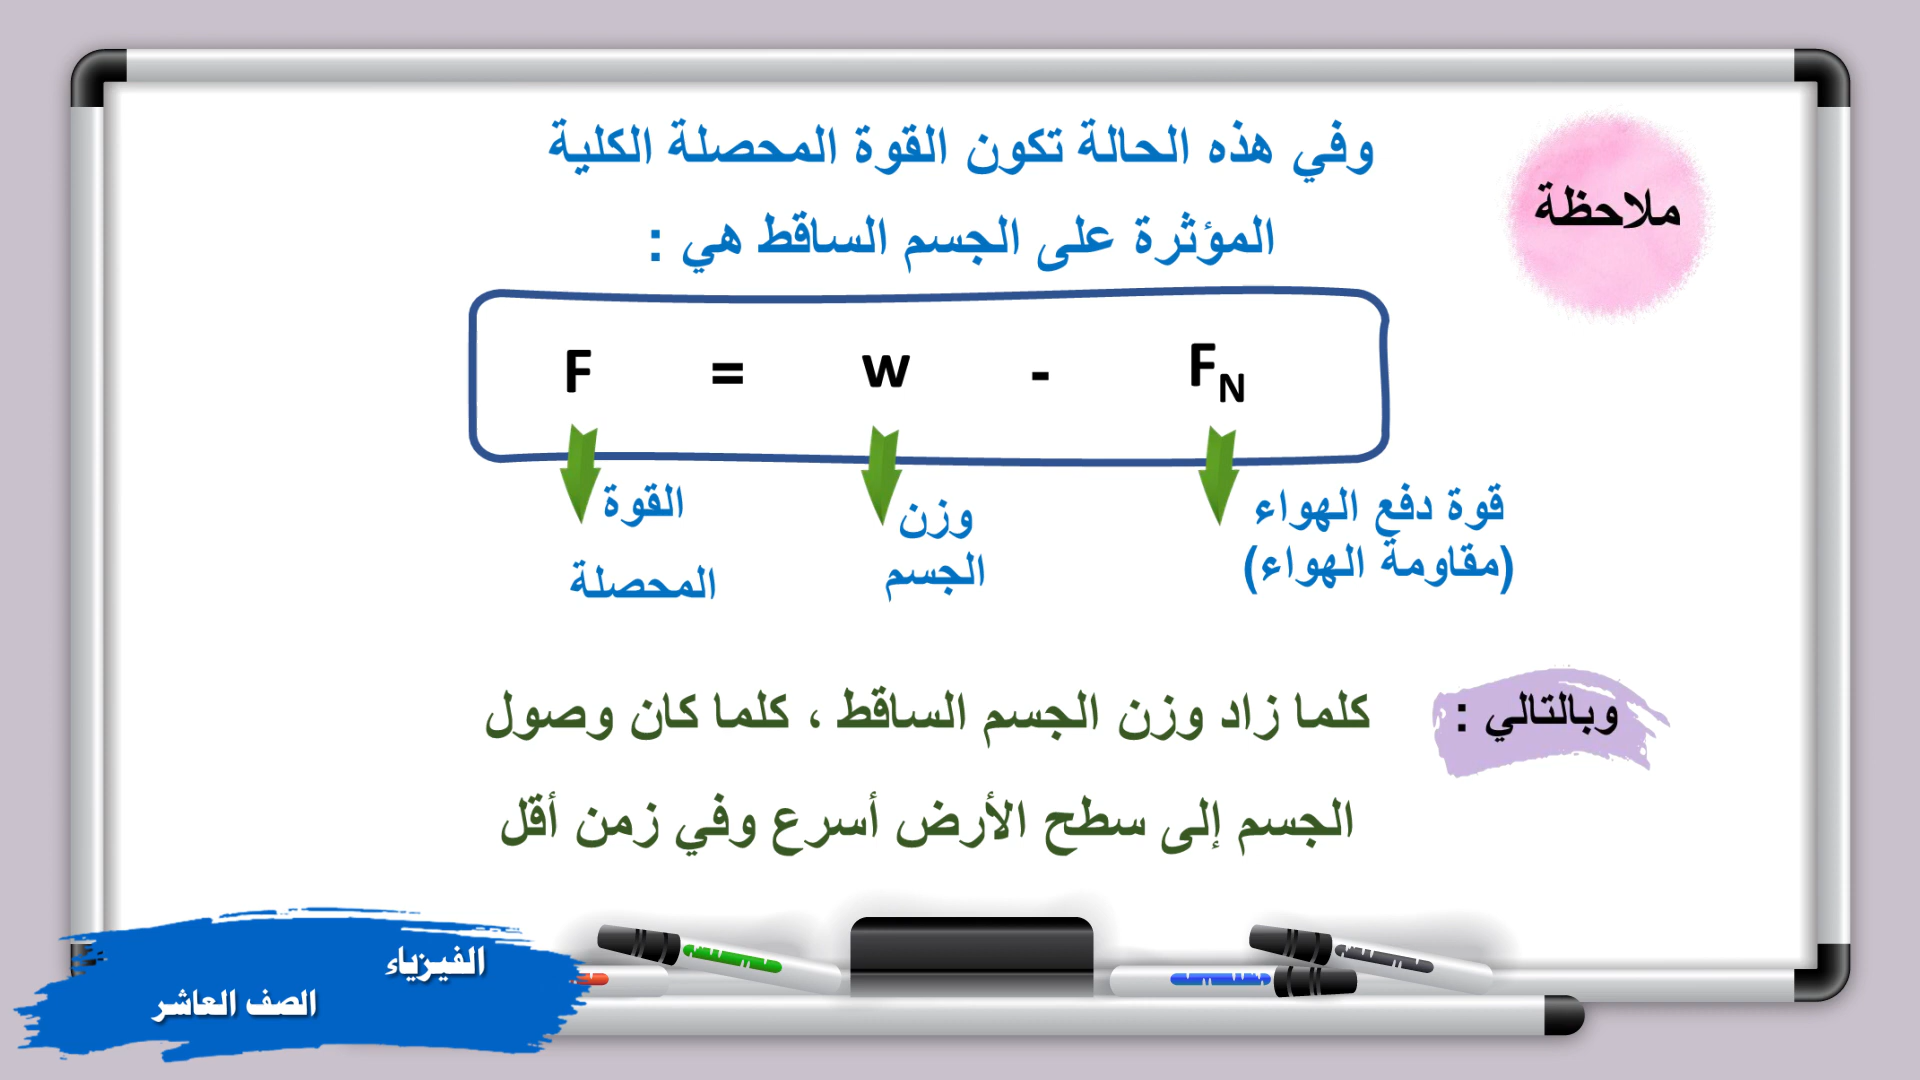 ملاحظة
وفي هذه الحالة تكون القوة المحصلة الكلية
المؤثرة على الجسم الساقط هي :
F = w - F_N
القوة
المحصلة
وزن
الجسم
قوة دفع الهواء
(مقاومة الهواء)
وبالتالي :
كلما زاد وزن الجسم الساقط ، كلما كان وصول
الجسم إلى سطح الأرض أسرع وفي زمن أقل
الفيزياء
الصف العاشر